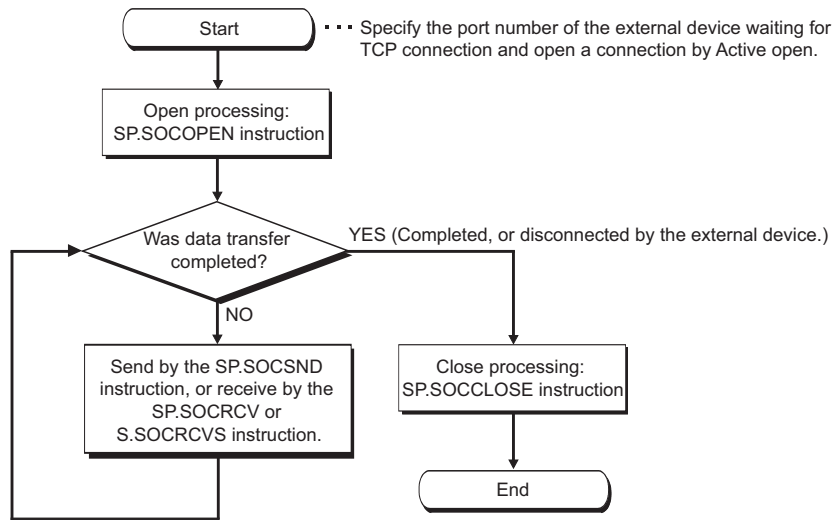 Start
··· Specify the port number of the external device waiting for
TCP connection and open a connection by Active open.
Open processing:
SP.SOCOPEN instruction
Was data transfer
completed?
YES (Completed, or disconnected by the external device.)
NO
Send by the SP.SOCSND
instruction, or receive by the
SP.SOCRCV or
S.SOCRCVS instruction.
Close processing:
SP.SOCCLOSE instruction
End